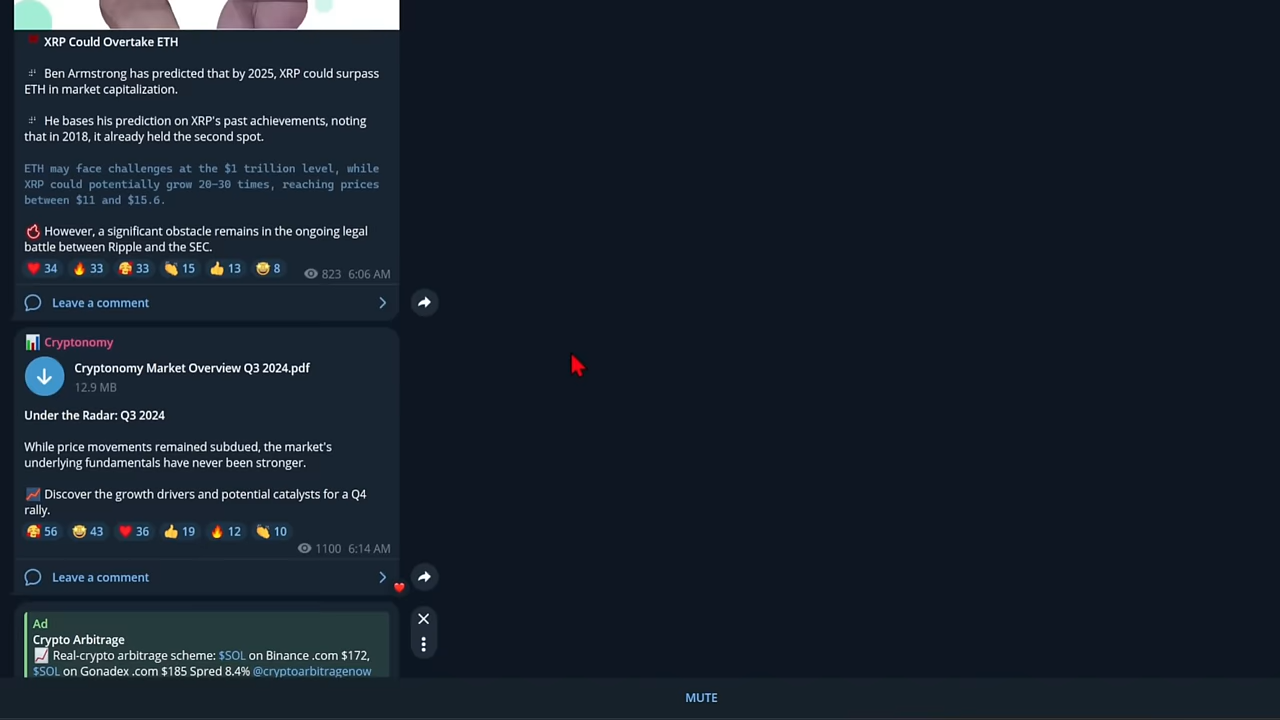 XRP Could Overtake ETH
Ben Armstrong has predicted that by 2025, XRP could surpass
ETH in market capitalization.
He bases his prediction on XRP's past achievements, noting
that in 2018, it already held the second spot.
ETH may face challenges at the $1 trillion level, while
XRP could potentially grow 20-30 times, reaching prices
between $11 and $15.6.
However, a significant obstacle remains in the ongoing legal
battle between Ripple and the SEC.
❤️ 34 🔥 33 🥰 33 👏 15 👍 13 🤩 8 823 6:06 AM
Leave a comment
Cryptonomy
Cryptonomy Market Overview Q3 2024.pdf
12.9 MB
Under the Radar: Q3 2024
While price movements remained subdued, the market's
underlying fundamentals have never been stronger.
📈 Discover the growth drivers and potential catalysts for a Q4
rally.
🥰 56 🤩 43 ❤️ 36 👍 19 🔥 12 👏 10
1100 6:14 AM
Leave a comment
Ad
Crypto Arbitrage
📈 Real-crypto arbitrage scheme: $SOL on Binance .com $172,
$SOL on Gonadex .com $185 Spred 8.4% @cryptoarbitragenow
MUTE